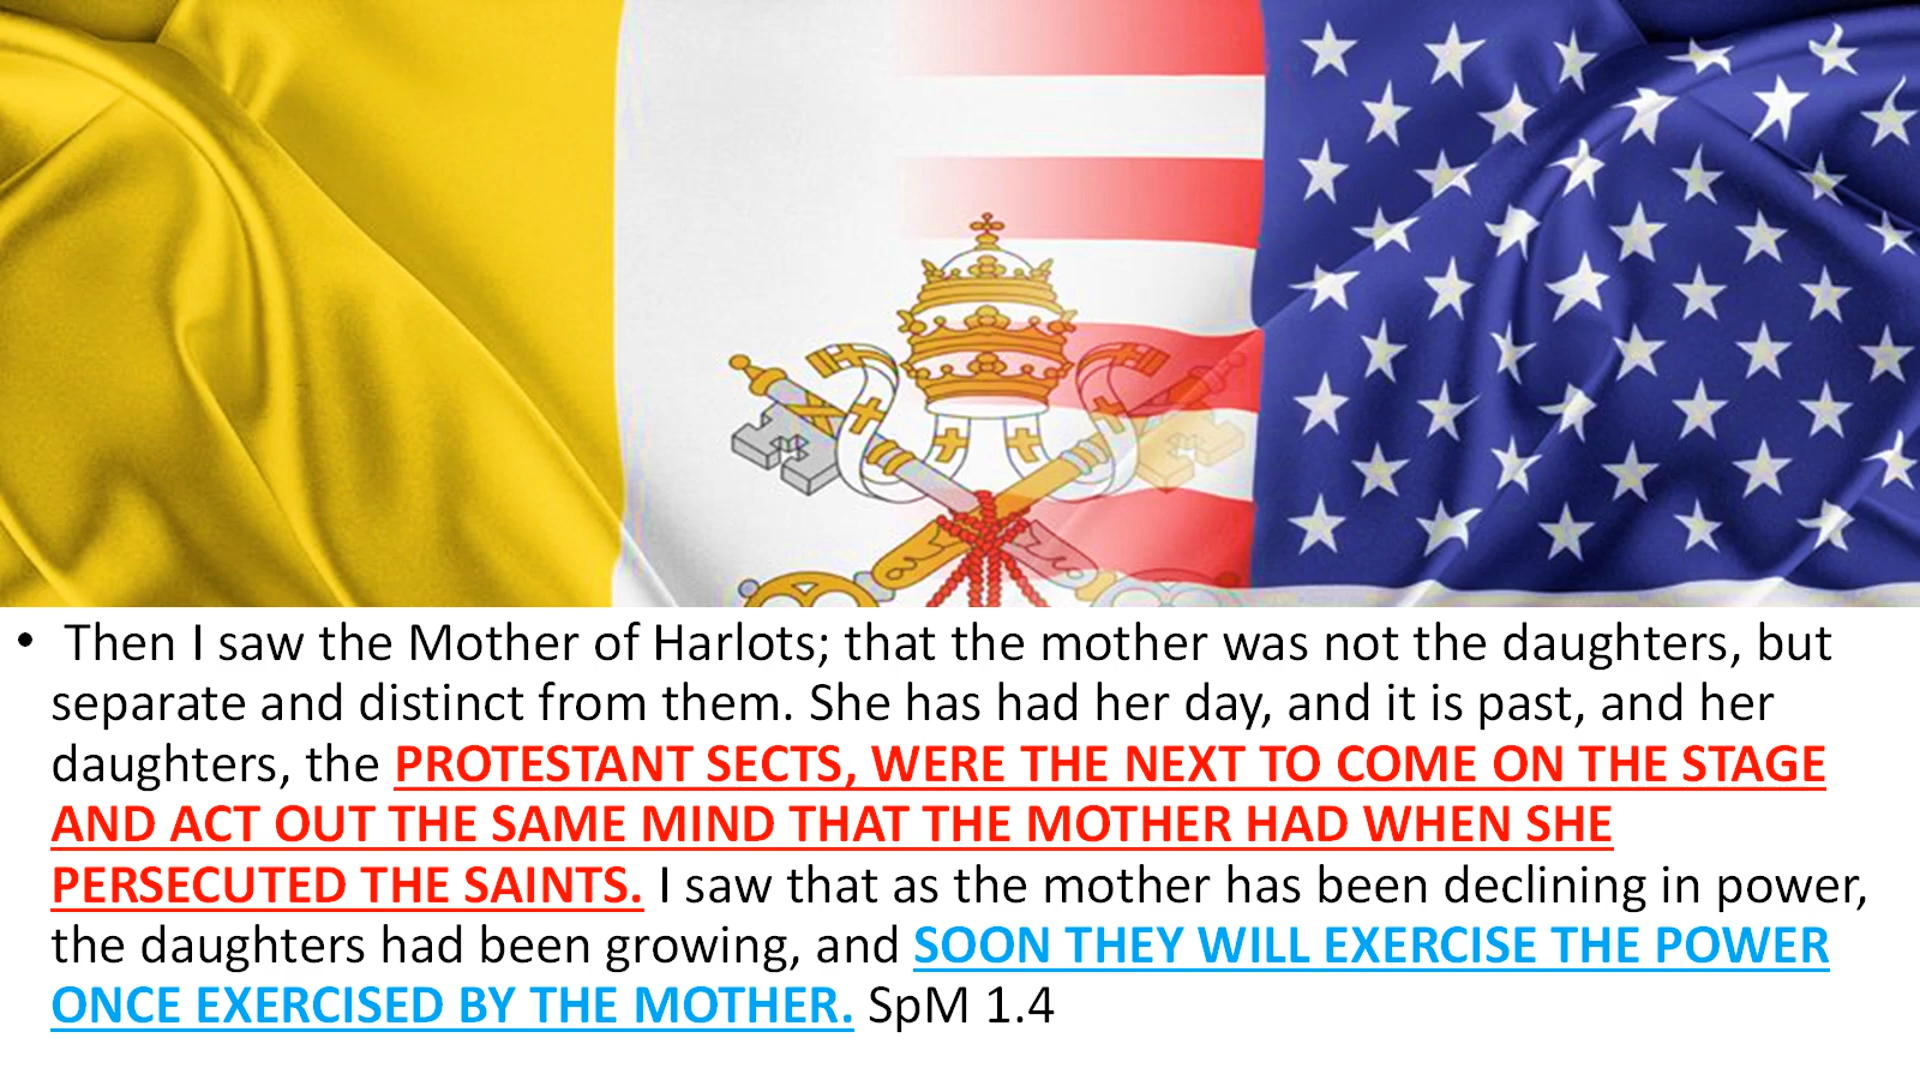 • Then I saw the Mother of Harlots; that the mother was not the daughters, but
separate and distinct from them. She has had her day, and it is past, and her
daughters, the PROTESTANT SECTS, WERE THE NEXT TO COME ON THE STAGE
AND ACT OUT THE SAME MIND THAT THE MOTHER HAD WHEN SHE
PERSECUTED THE SAINTS. I saw that as the mother has been declining in power,
the daughters had been growing, and SOON THEY WILL EXERCISE THE POWER
ONCE EXERCISED BY THE MOTHER. SpM 1.4